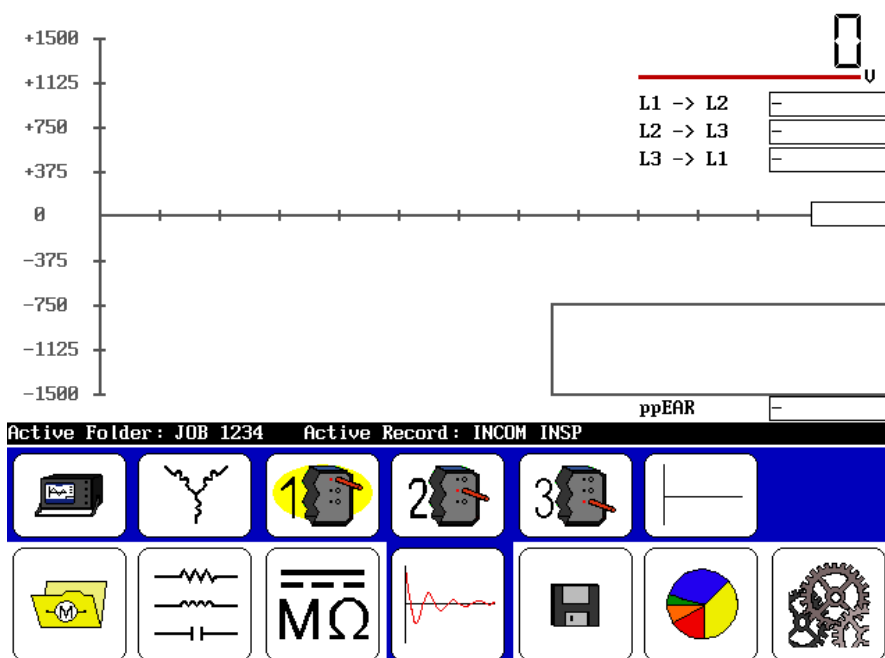 +1500
0
V
+1125
L1 -> L2 -
+750
L2 -> L3 -
L3 -> L1 -
+375
0
-375
-750
-1125
-1500
ppEAR -
Active Folder: JOB 1234 Active Record: INCOM INSP
1 2 3
M MΩ